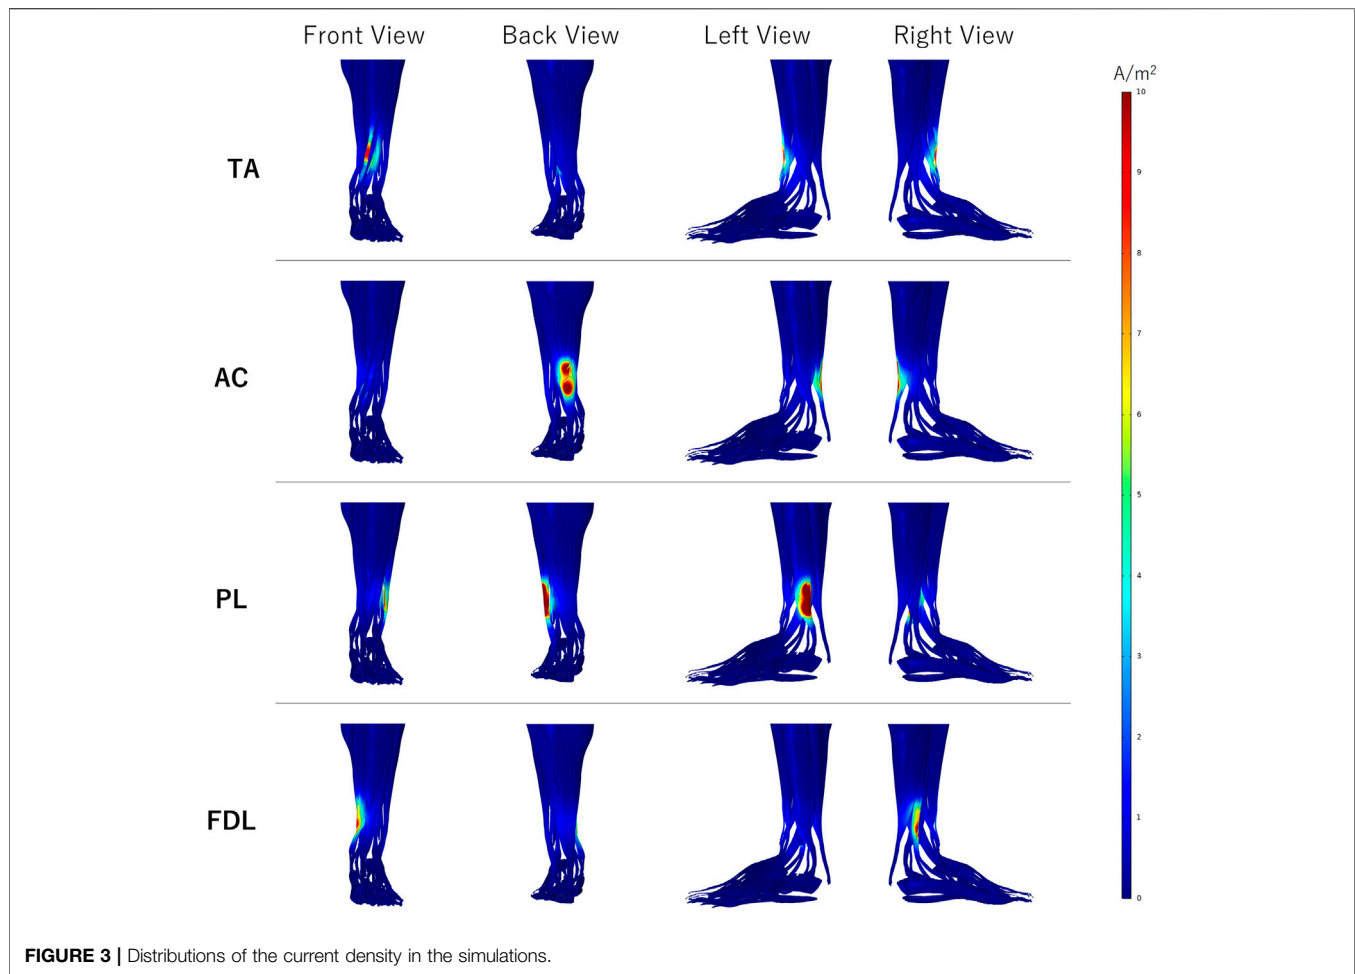 Front View Back View Left View Right View
A/m²
10
TA
9
8
AC
7
6
5
PL
4
3
2
FDL
1
0
FIGURE 3 | Distributions of the current density in the simulations.